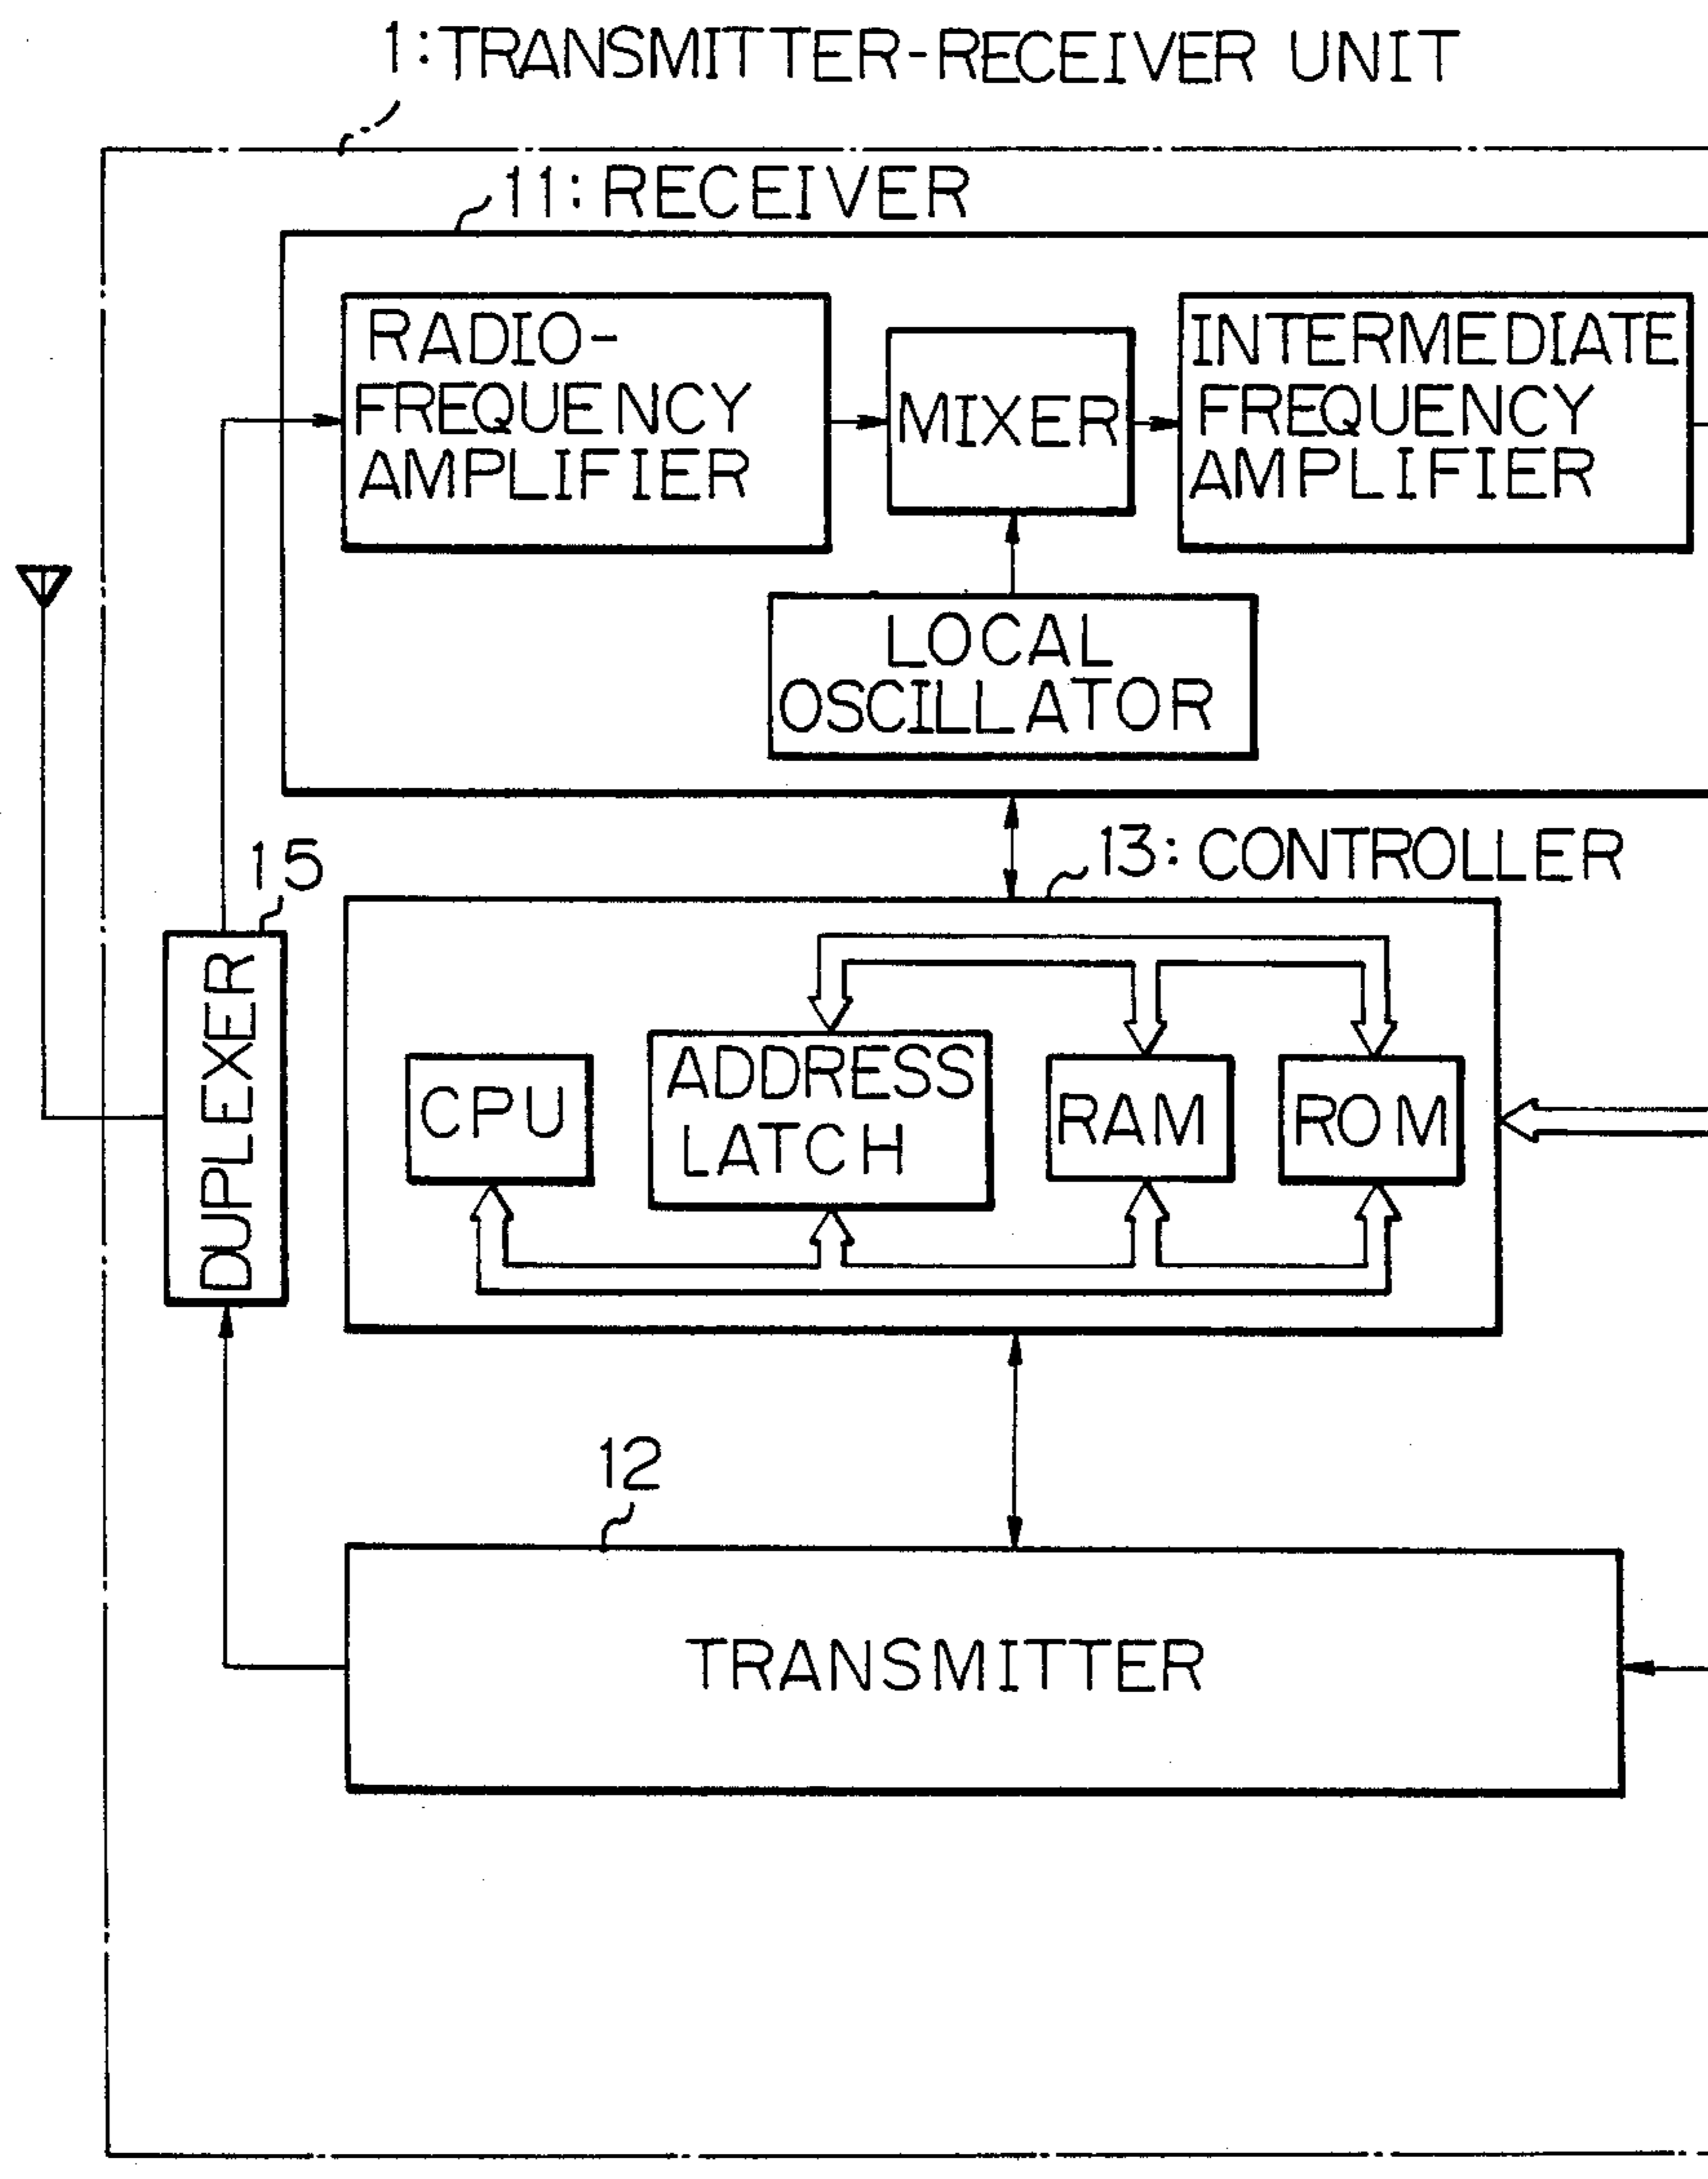 1:TRANSMITTER-RECEIVER UNIT
11: RECEIVER
RADIO-
FREQUENCY
AMPLIFIER
MIXER
INTERMEDIATE
FREQUENCY
AMPLIFIER
LOCAL
OSCILLATOR
13: CONTROLLER
15
DUPLEXER
CPU
ADDRESS
LATCH
RAM
ROM
12
TRANSMITTER